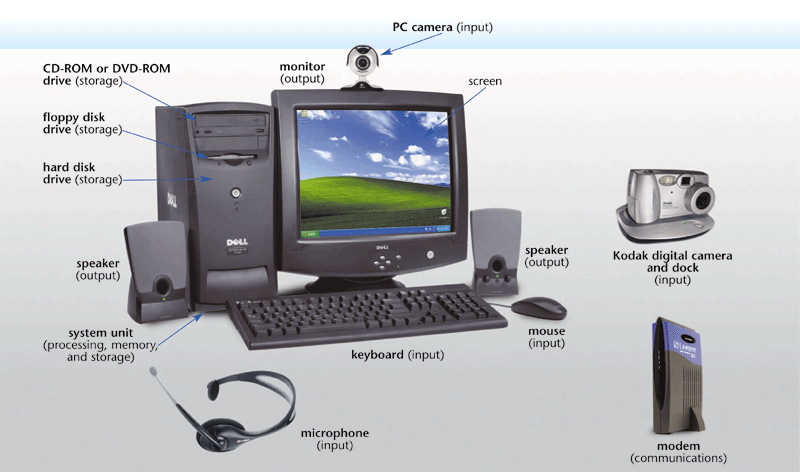 PC camera (input)
CD-ROM or DVD-ROM
drive (storage)
monitor
(output)
screen
floppy disk
drive (storage)
hard disk
drive (storage)
DELL
DELL
DELL
speaker
(output)
speaker
(output)
Kodak digital camera
and dock
(input)
system unit
(processing, memory,
and storage)
keyboard (input)
mouse
(input)
microphone
(input)
modem
(communications)